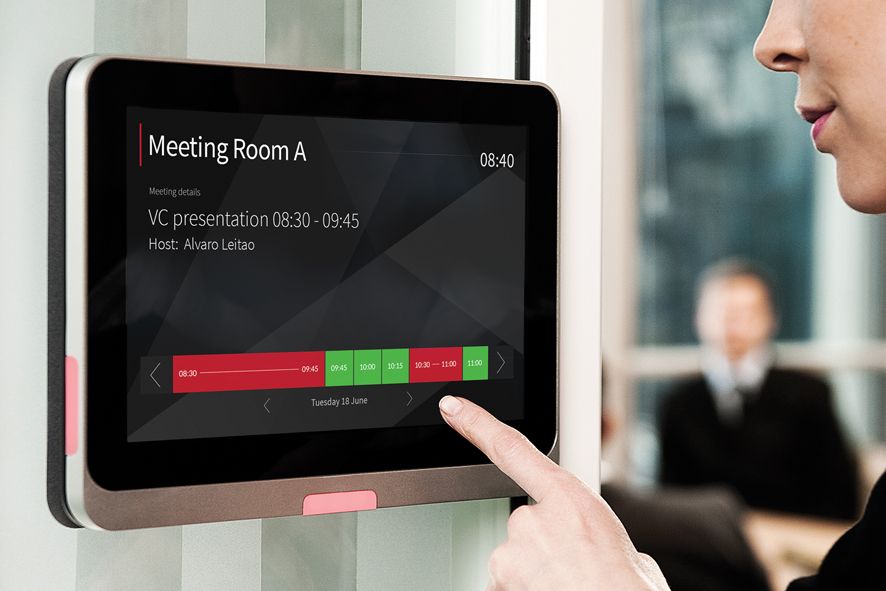 Meeting Room A
08:40
Meeting details
VC presentation 08:30 - 09:45
Host: Alvaro Leitao
08:30 09:45 09:45 10:00 10:15 10:30 11:00 11:00
Tuesday 18 June